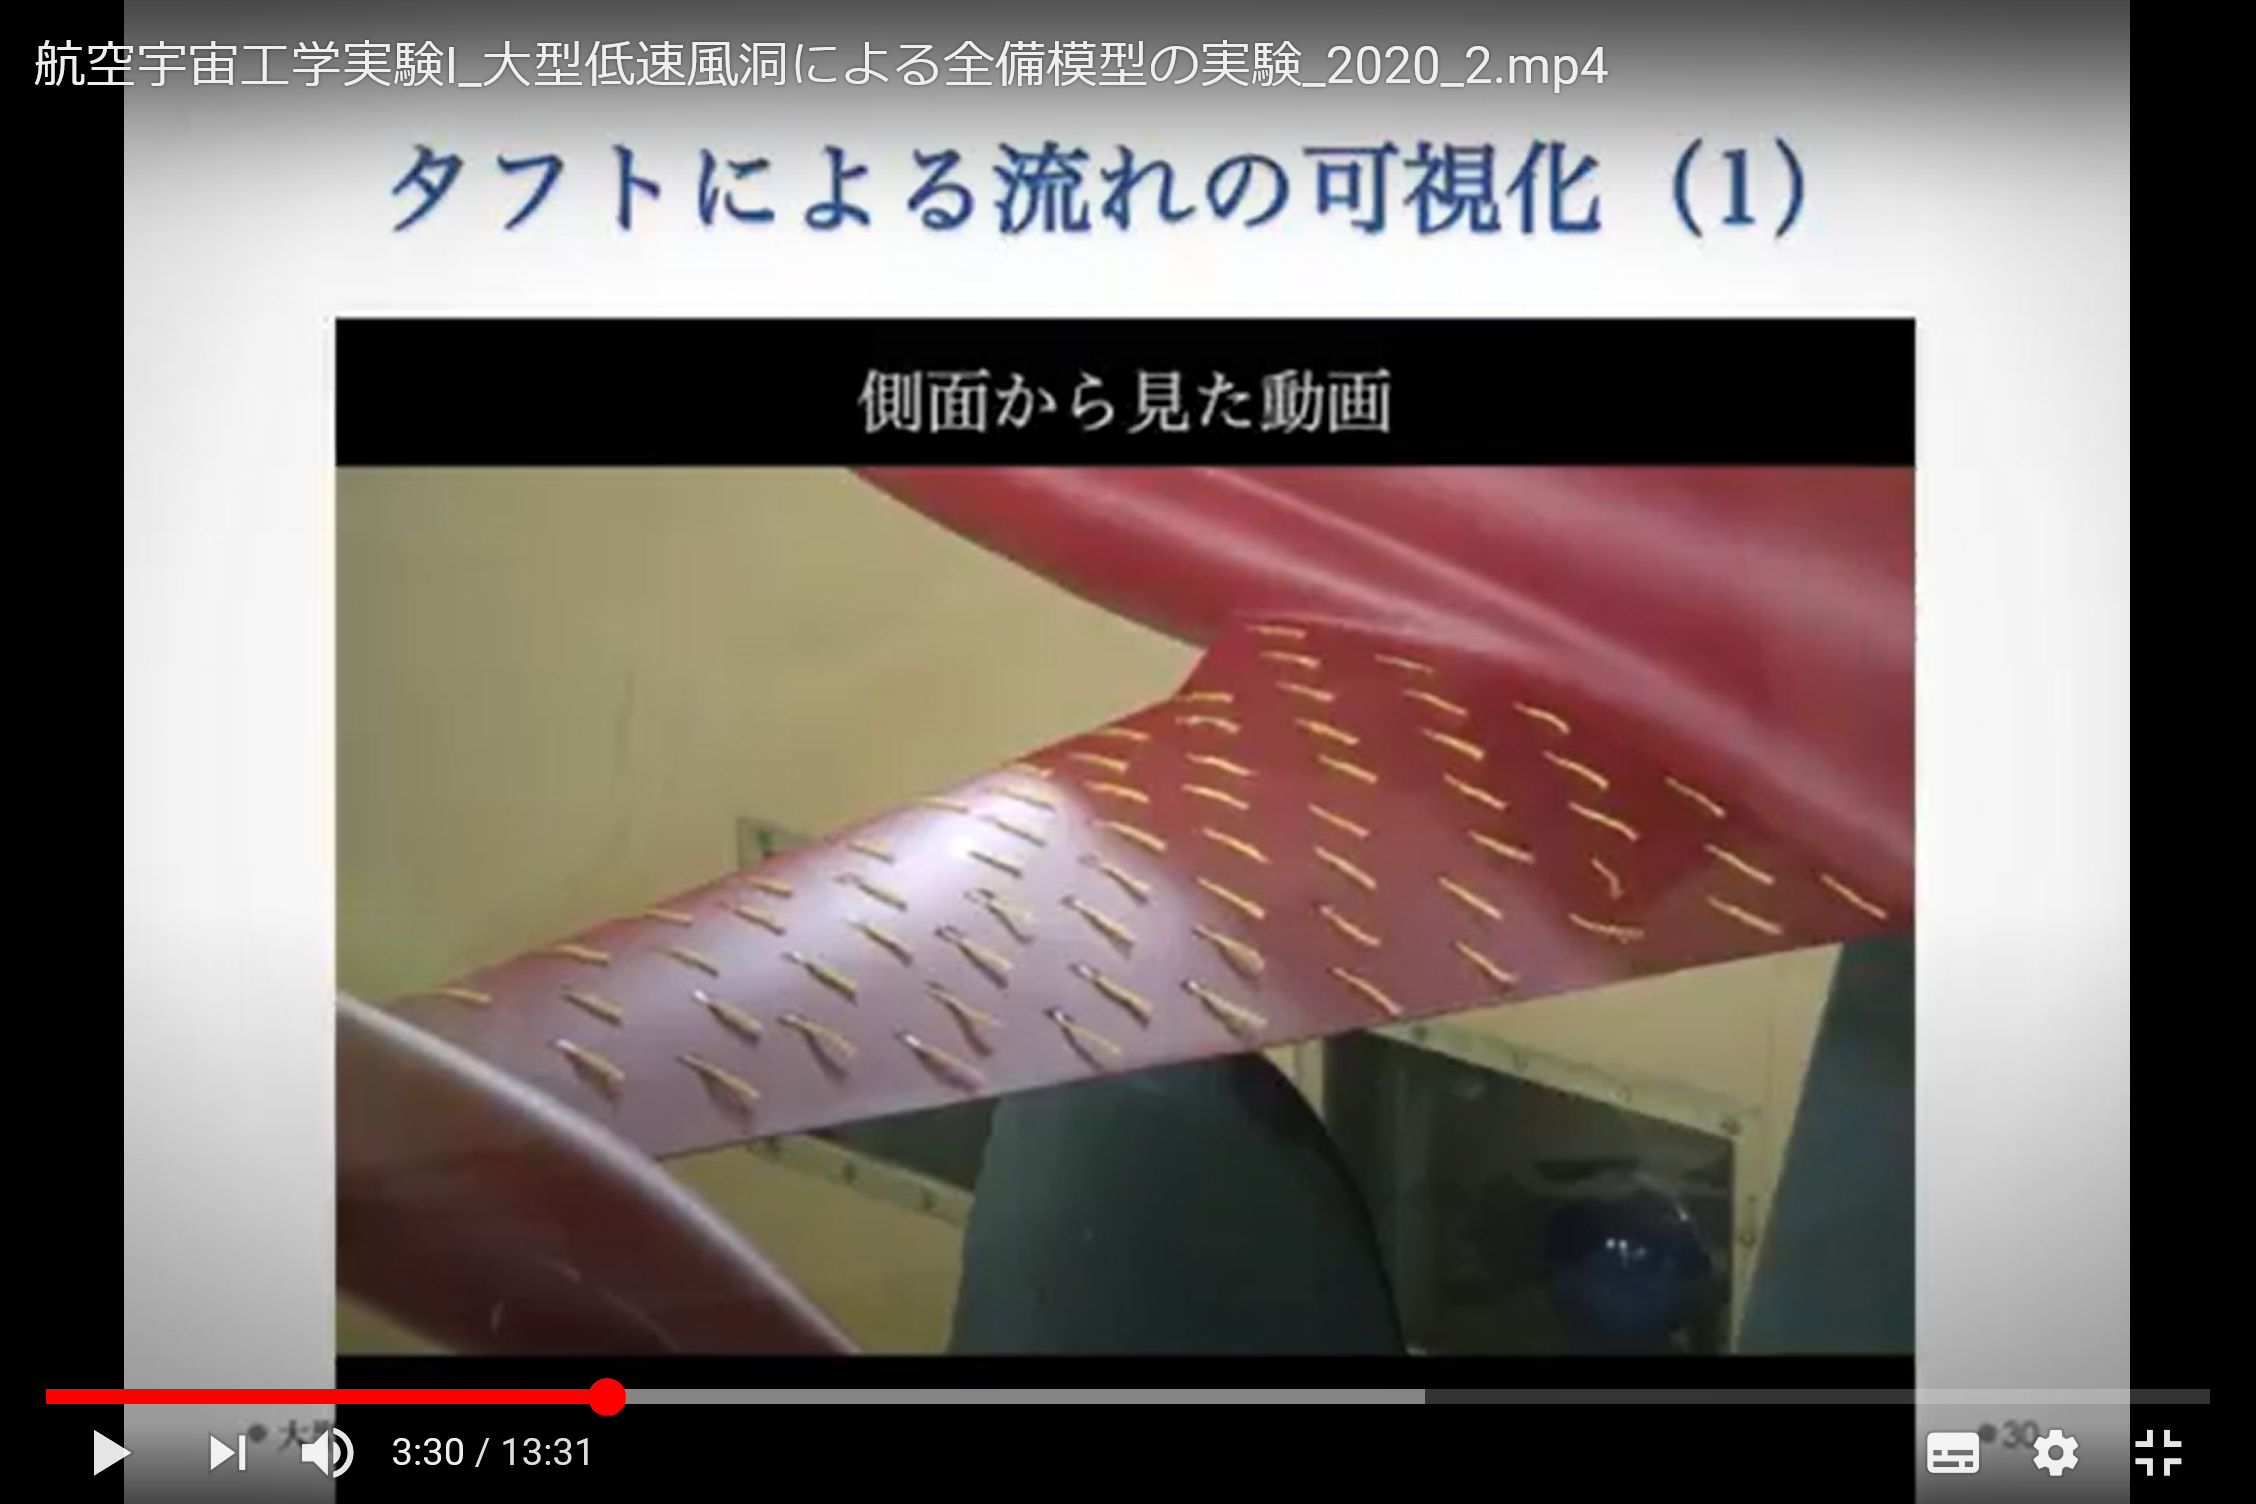 航空宇宙工学実験I_大型低速風洞による全備模型の実験_2020_2.mp4
タフトによる流れの可視化（1）
側面から見た動画
3:30 / 13:31
30